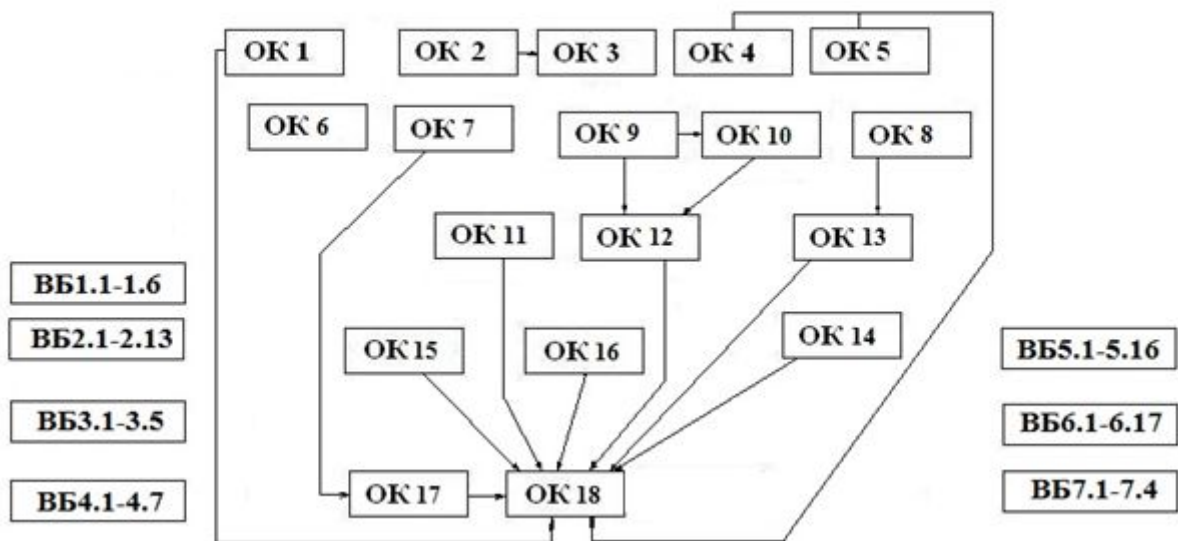 ОК 1
ОК 2
ОК 3
ОК 4
ОК 5
ОК 6
ОК 7
ОК 9
ОК 10
ОК 8
ОК 11
ОК 12
ОК 13
ВБ1.1-1.6
ВБ2.1-2.13
ОК 15
ОК 16
ОК 14
ВБ5.1-5.16
ВБ3.1-3.5
ВБ6.1-6.17
ВБ4.1-4.7
ОК 17
ОК 18
ВБ7.1-7.4